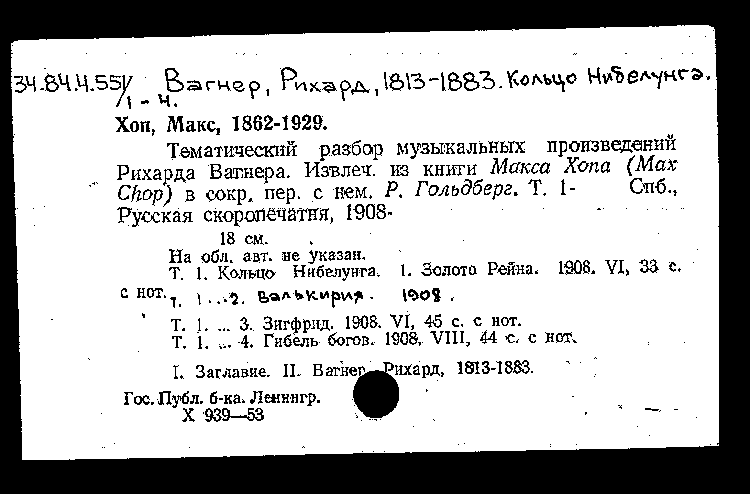 34.84.4.551/1-4. Вагнер, Рихард, 1813-1883. Кольцо Нибелунга.
Хоп, Макс, 1862-1929.
Тематический разбор музыкальных произведений
Рихарда Вагнера. Извлеч. из книги Макса Хопа (Max
Chop) в сокр. пер. с нем. Р. Гольдберг. Т. 1- Спб.,
Русская скоропечатня, 1908-
18 см.
На обл. авт. не указан.
Т. 1. Кольцо Нибелунга. 1. Золото Рейна. 1908. VI, 33 с.
с нот.
т. 1 ... 2. Валькирия. 1908.
Т. 1. ... 3. Зигфрид. 1908. VI, 45 с. с нот.
Т. 1. ... 4. Гибель богов. 1908. VIII, 44 с. с нот.
I. Заглавие. II. Вагнер, Рихард, 1813-1883.
Гос. Публ. б-ка. Ленингр.
X 939—53